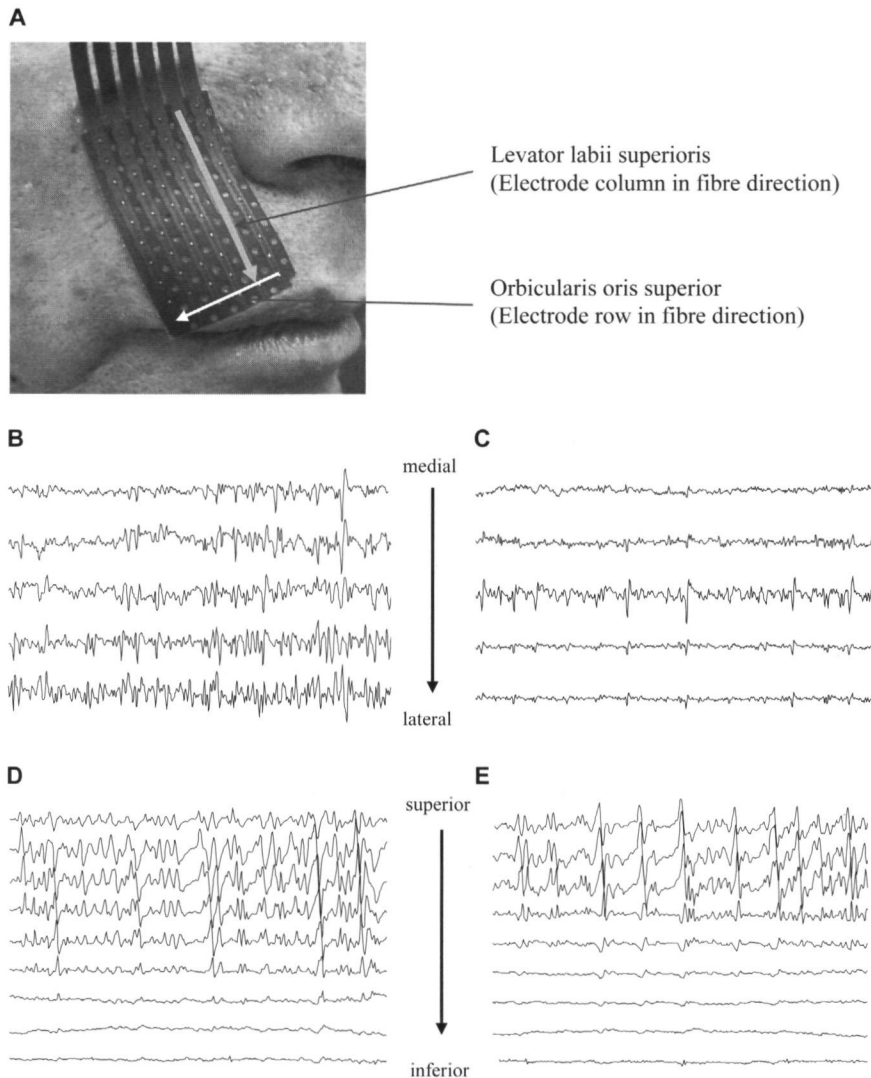 A
Levator labii superioris
(Electrode column in fibre direction)
Orbicularis oris superior
(Electrode row in fibre direction)
B
C
medial
lateral
D
E
superior
inferior